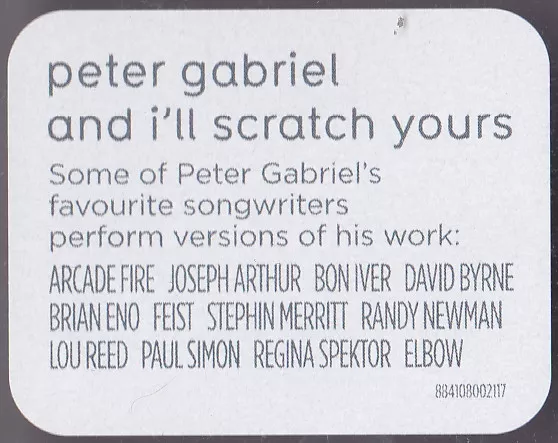 peter gabriel
and i'll scratch yours
Some of Peter Gabriel's
favourite songwriters
perform versions of his work:
ARCADE FIRE JOSEPH ARTHUR BON IVER DAVID BYRNE
BRIAN ENO FEIST STEPHIN MERRITT RANDY NEWMAN
LOU REED PAUL SIMON REGINA SPEKTOR ELBOW
884108002117